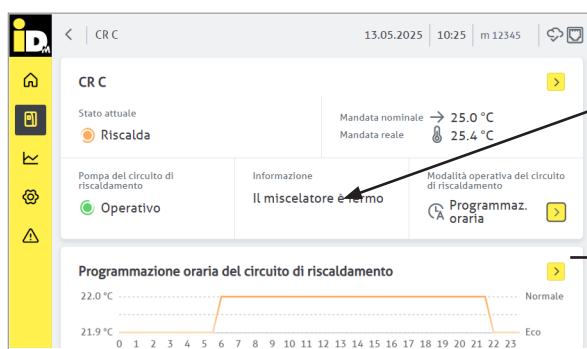 iDM
CR C
13.05.2025 10:25 m 12345
CR C
Stato attuale
Riscalda
Mandata nominale → 25.0 °C
Mandata reale 25.4 °C
Pompa del circuito di
riscaldamento
Operativo
Informazione
Il miscelatore è fermo
Modalità operativa del circuito
di riscaldamento
Programmaz.
oraria
Programmazione oraria del circuito di riscaldamento
22.0 °C Normale
21.9 °C Eco
0 1 2 3 4 5 6 7 8 9 10 11 12 13 14 15 16 17 18 19 20 21 22 23